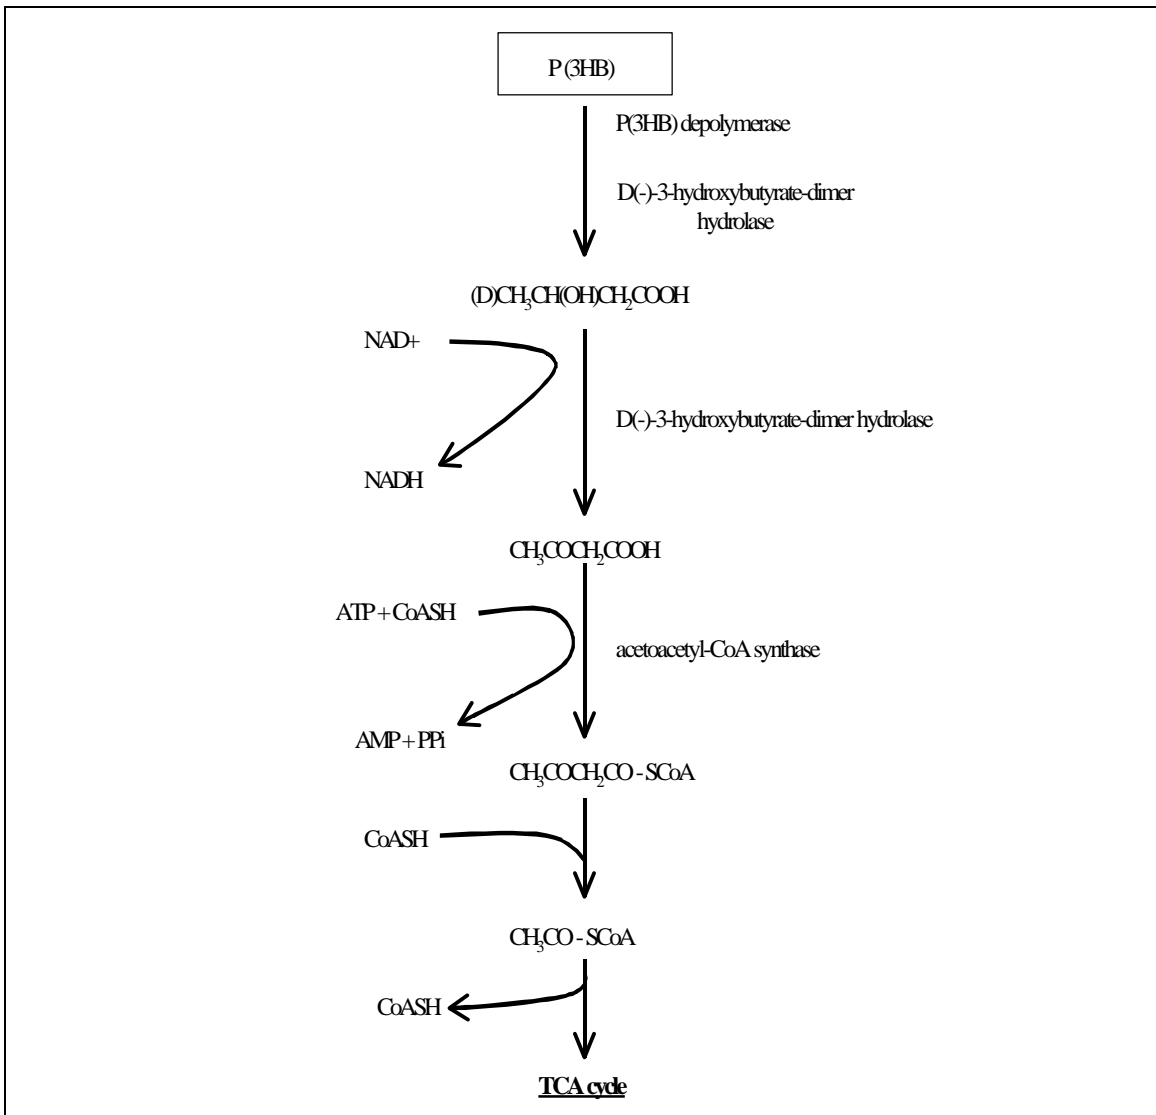 P(3HB)
P(3HB) depolymerase
D(-)-3-hydroxybutyrate-dimer
hydrolase
(D)CH₃CH(OH)CH₂COOH
NAD+
D(-)-3-hydroxybutyrate-dimer hydrolase
NADH
CH₃COCH₂COOH
ATP + CoASH
acetoacetyl-CoA synthase
AMP + PPi
CH₃COCH₂CO - SCoA
CoASH
CH₃CO - SCoA
CoASH
TCA cycle